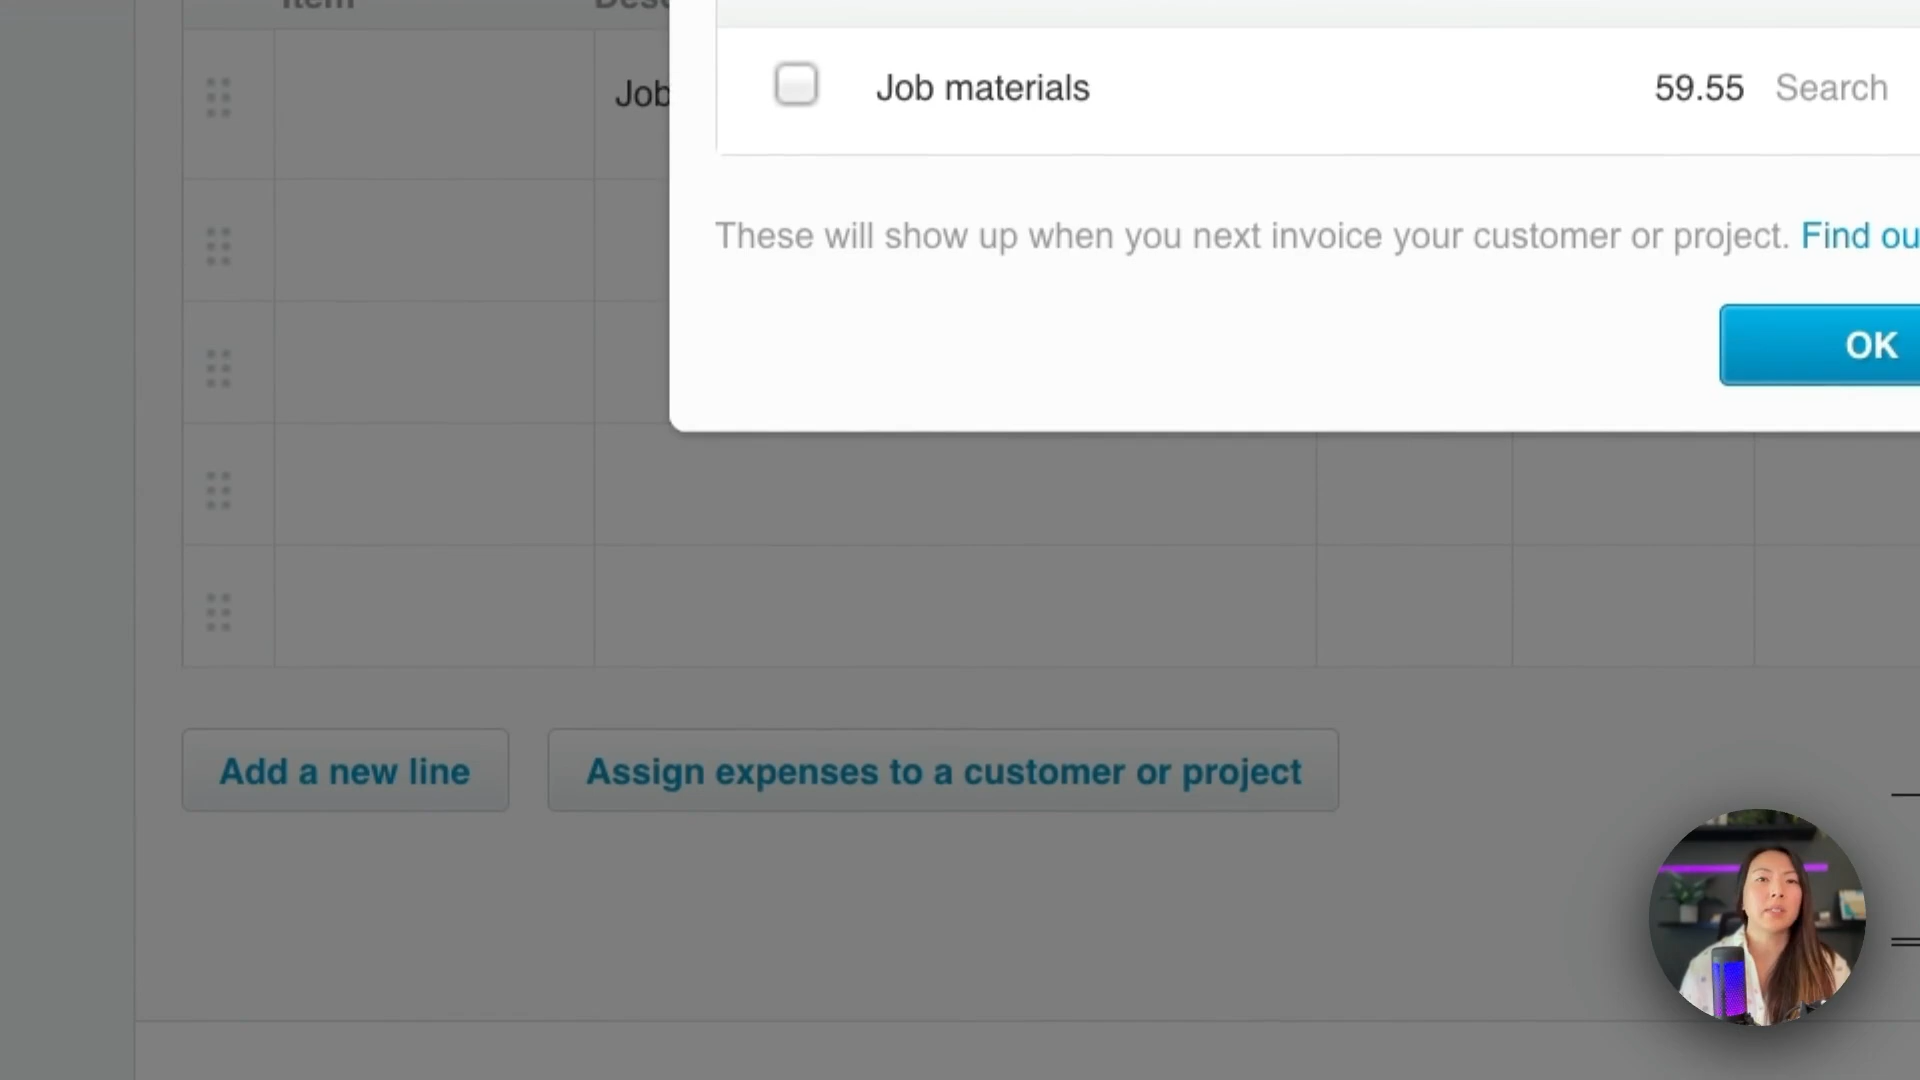 Item
Job materials 59.55 Search
Job
These will show up when you next invoice your customer or project. Find ou
OK
Add a new line Assign expenses to a customer or project